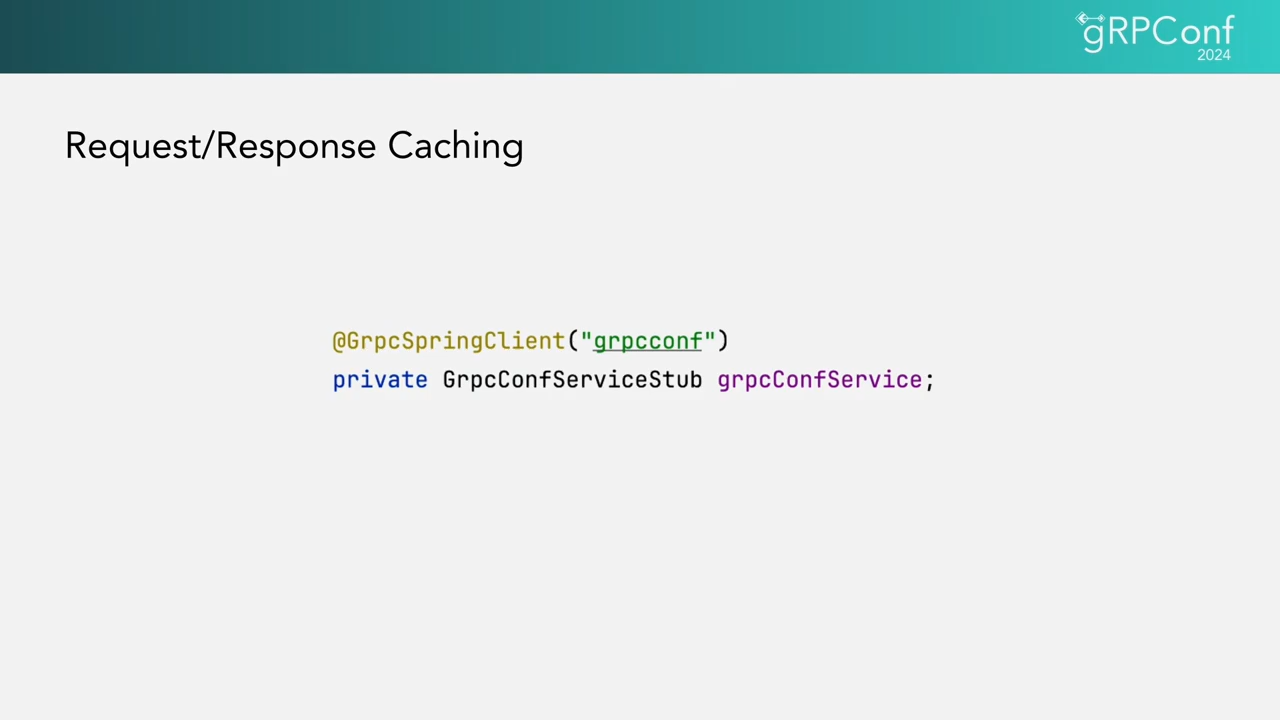 gRPConf
2024
Request/Response Caching
@GrpcSpringClient("grpcconf")
private GrpcConfServiceStub grpcConfService;